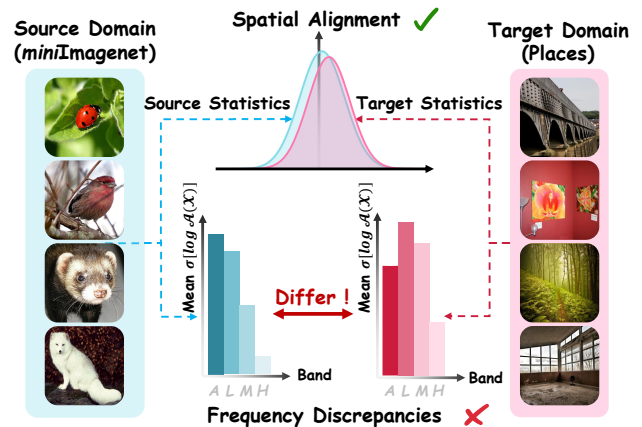 Spatial Alignment
Source Domain
(miniImagenet)
Target Domain
(Places)
Source Statistics
Target Statistics
Mean σ[log 𝒜(𝒳)]
Mean σ[log 𝒜(𝒳)]
Differ !
Band
Band
A L M H
A L M H
Frequency Discrepancies